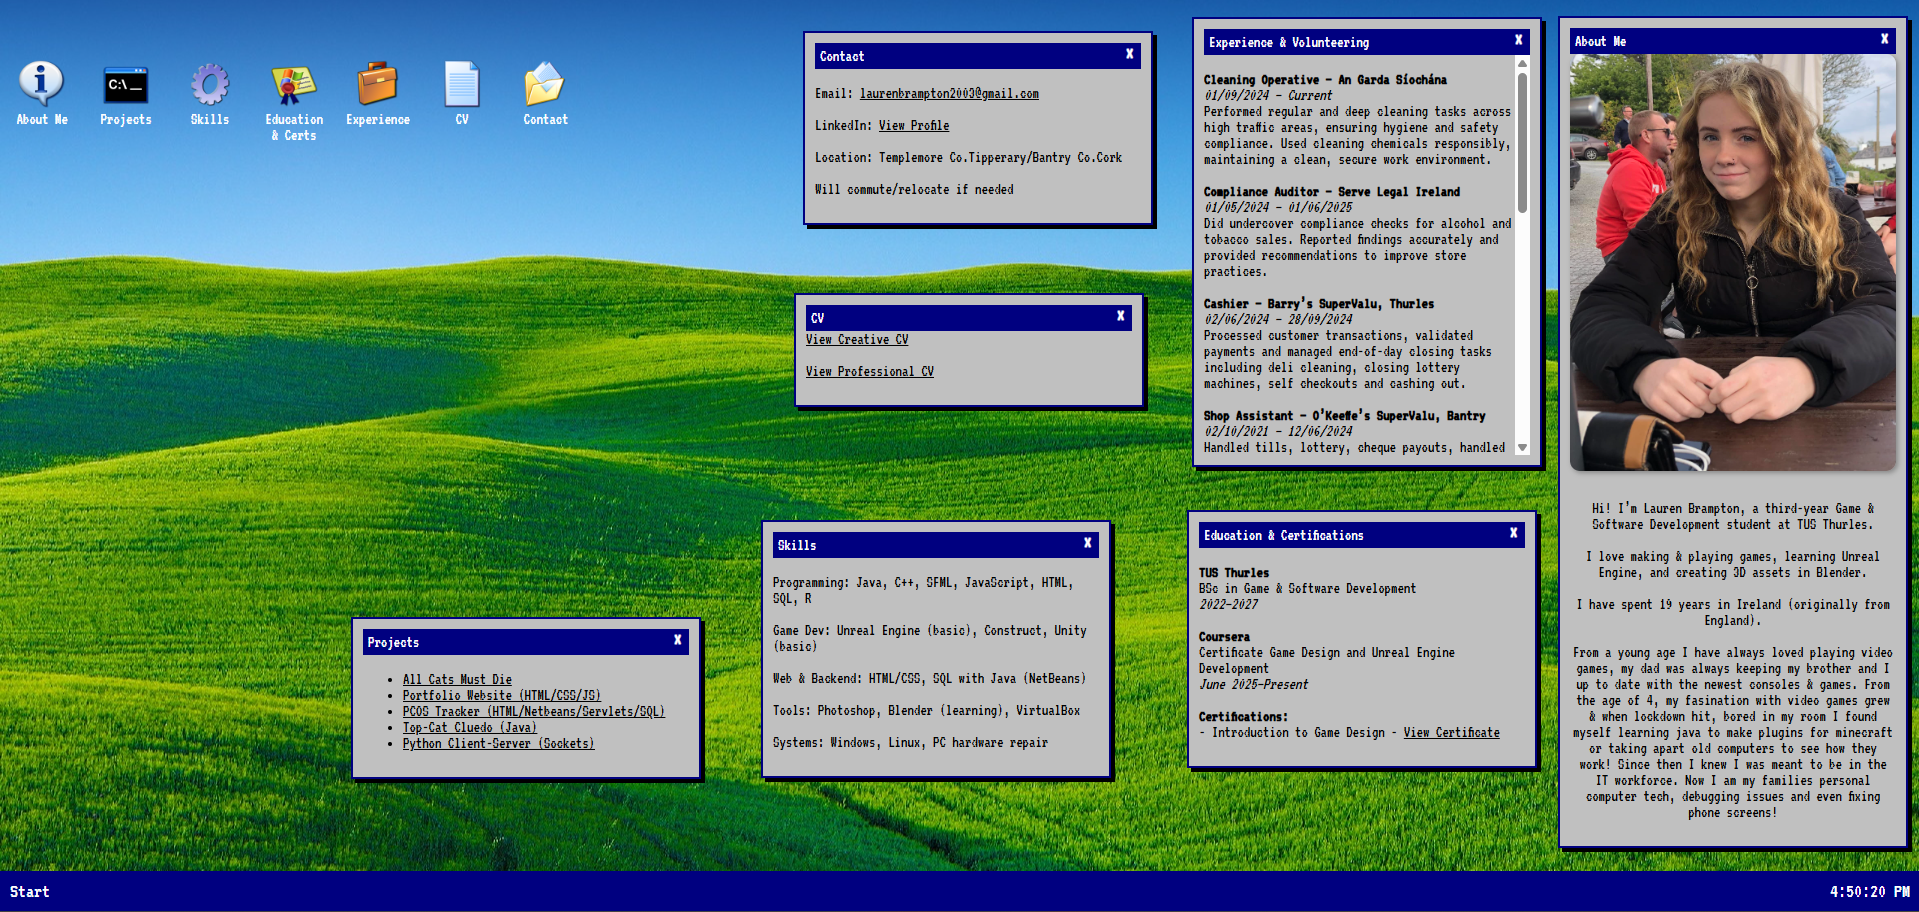 About Me
Projects
Skills
Education
& Certs
Experience
CV
Contact
C:\ _
Contact X
Email: laurenbrampton2003@gmail.com
LinkedIn: View Profile
Location: Templemore Co.Tipperary/Bantry Co.Cork
Will commute/relocate if needed
CV X
View Creative CV
View Professional CV
Projects X
All Cats Must Die
Portfolio Website (HTML/CSS/JS)
PCOS Tracker (HTML/Netbeans/Servlets/SQL)
Top-Cat Cluedo (Java)
Python Client-Server (Sockets)
Skills X
Programming: Java, C++, SFML, JavaScript, HTML,
SQL, R
Game Dev: Unreal Engine (basic), Construct, Unity
(basic)
Web & Backend: HTML/CSS, SQL with Java (NetBeans)
Tools: Photoshop, Blender (learning), VirtualBox
Systems: Windows, Linux, PC hardware repair
Experience & Volunteering X
Cleaning Operative - An Garda Síochána
01/09/2024 - Current
Performed regular and deep cleaning tasks across
high traffic areas, ensuring hygiene and safety
compliance. Used cleaning chemicals responsibly,
maintaining a clean, secure work environment.
Compliance Auditor - Serve Legal Ireland
01/05/2024 - 01/06/2025
Did undercover compliance checks for alcohol and
tobacco sales. Reported findings accurately and
provided recommendations to improve store
practices.
Cashier - Barry's SuperValu, Thurles
02/06/2024 - 28/09/2024
Processed customer transactions, validated
payments and managed end-of-day closing tasks
including deli cleaning, closing lottery
machines, self checkouts and cashing out.
Shop Assistant - O'Keeffe's SuperValu, Bantry
02/10/2021 - 12/06/2024
Handled tills, lottery, cheque payouts, handled
Education & Certifications X
TUS Thurles
BSc in Game & Software Development
2022-2027
Coursera
Certificate Game Design and Unreal Engine
Development
June 2025-Present
Certifications:
- Introduction to Game Design - View Certificate
About Me X
Hi! I'm Lauren Brampton, a third-year Game &
Software Development student at TUS Thurles.
I love making & playing games, learning Unreal
Engine, and creating 3D assets in Blender.
I have spent 19 years in Ireland (originally from
England).
From a young age I have always loved playing video
games, my dad was always keeping my brother and I
up to date with the newest consoles & games. From
the age of 4, my fasination with video games grew
& when lockdown hit, bored in my room I found
myself learning java to make plugins for minecraft
or taking apart old computers to see how they
work! Since then I knew I was meant to be in the
IT workforce. Now I am my families personal
computer tech, debugging issues and even fixing
phone screens!
Start
4:50:20 PM